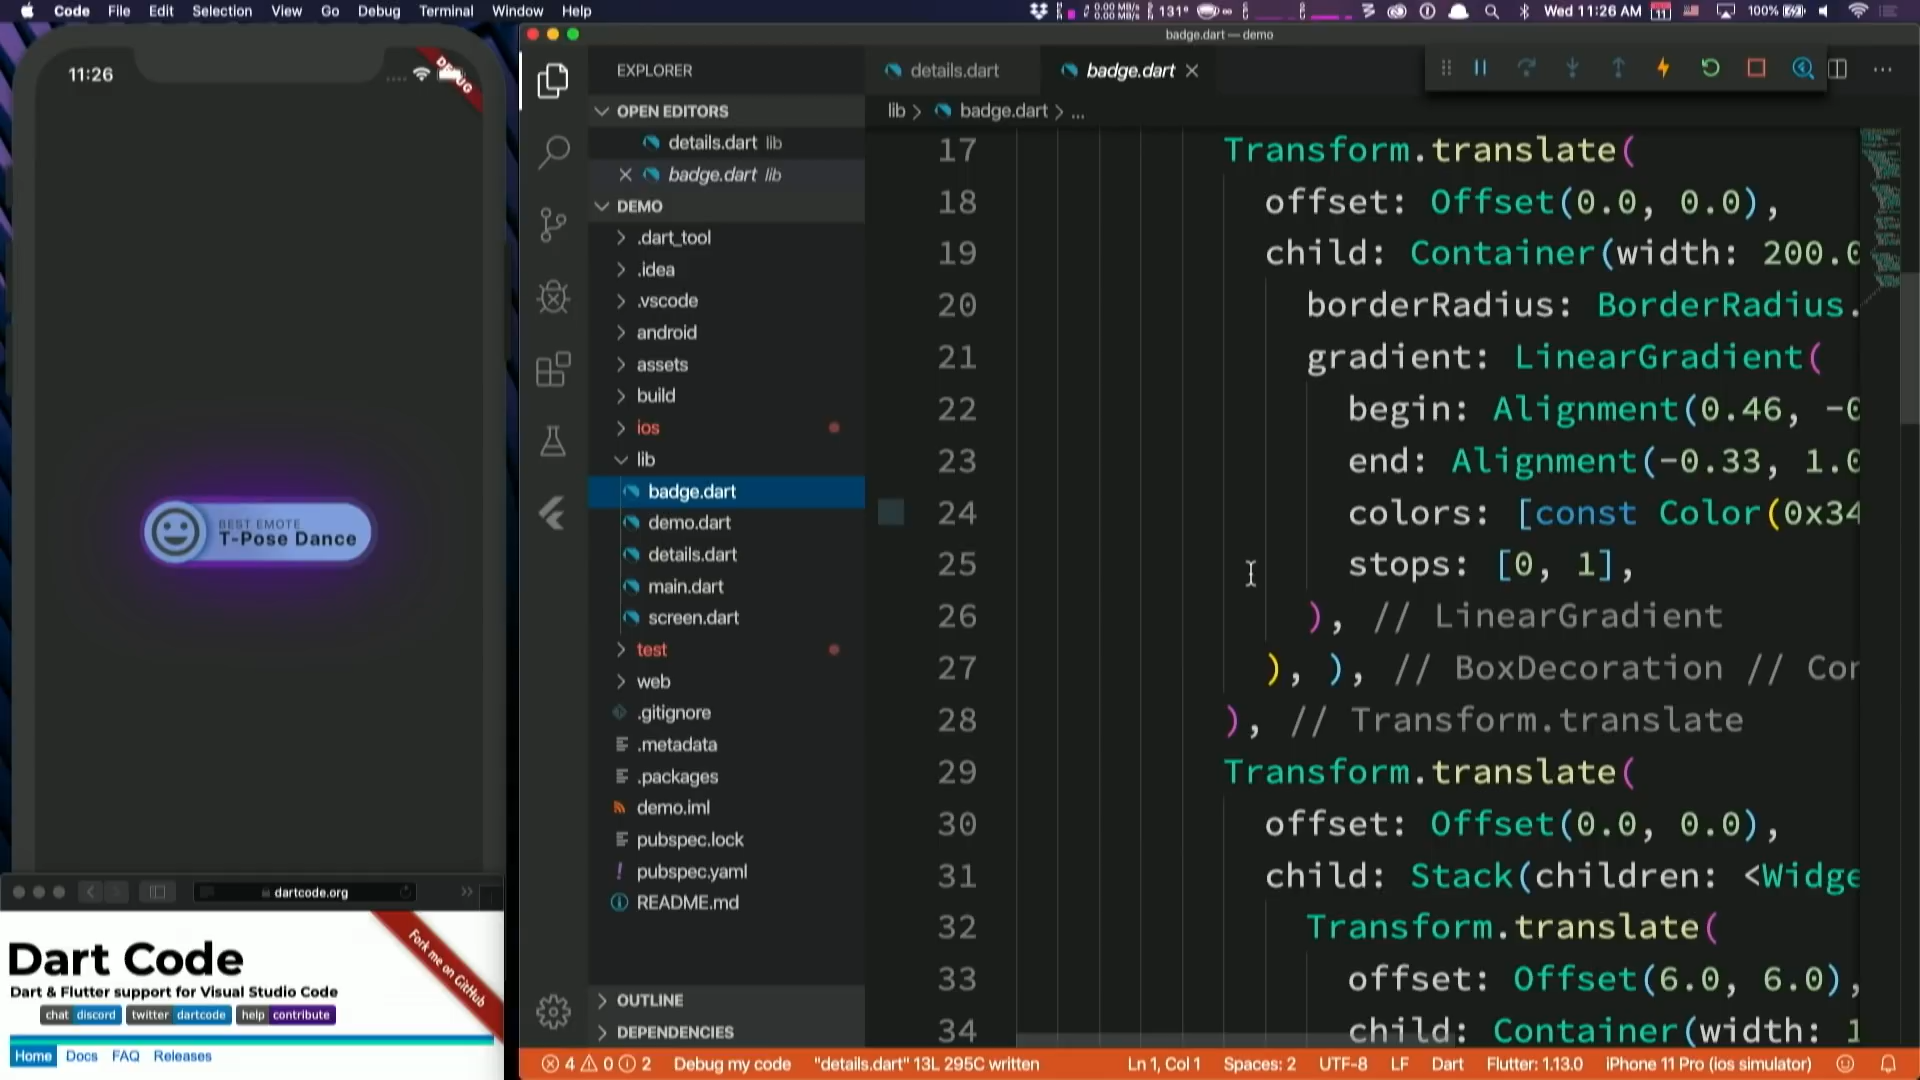 Code File Edit Selection View Go Debug Terminal Window Help
0.00 MB/s
0.00 MB/s
131°
Wed 11:26 AM
11
100%
11:26
DEBUG
BEST EMOTE
T-Pose Dance
dartcode.org
Dart Code
Fork me on GitHub
Dart & Flutter support for Visual Studio Code
chat discord twitter dartcode help contribute
Home Docs FAQ Releases
badge.dart — demo
EXPLORER
OPEN EDITORS
details.dart lib
badge.dart lib
DEMO
.dart_tool
.idea
.vscode
android
assets
build
ios
lib
badge.dart
demo.dart
details.dart
main.dart
screen.dart
test
web
.gitignore
.metadata
.packages
demo.iml
pubspec.lock
pubspec.yaml
README.md
OUTLINE
DEPENDENCIES
details.dart badge.dart
lib > badge.dart > ...
17 Transform.translate(
18 offset: Offset(0.0, 0.0),
19 child: Container(width: 200.0
20 borderRadius: BorderRadius.
21 gradient: LinearGradient(
22 begin: Alignment(0.46, -0
23 end: Alignment(-0.33, 1.0
24 colors: [const Color(0x34
25 stops: [0, 1],
26 ), // LinearGradient
27 ), ), // BoxDecoration // Con
28 ), // Transform.translate
29 Transform.translate(
30 offset: Offset(0.0, 0.0),
31 child: Stack(children: <Widge
32 Transform.translate(
33 offset: Offset(6.0, 6.0),
34 child: Container(width: 1
4 0 2 Debug my code "details.dart" 13L 295C written Ln 1, Col 1 Spaces: 2 UTF-8 LF Dart Flutter: 1.13.0 iPhone 11 Pro (ios simulator)